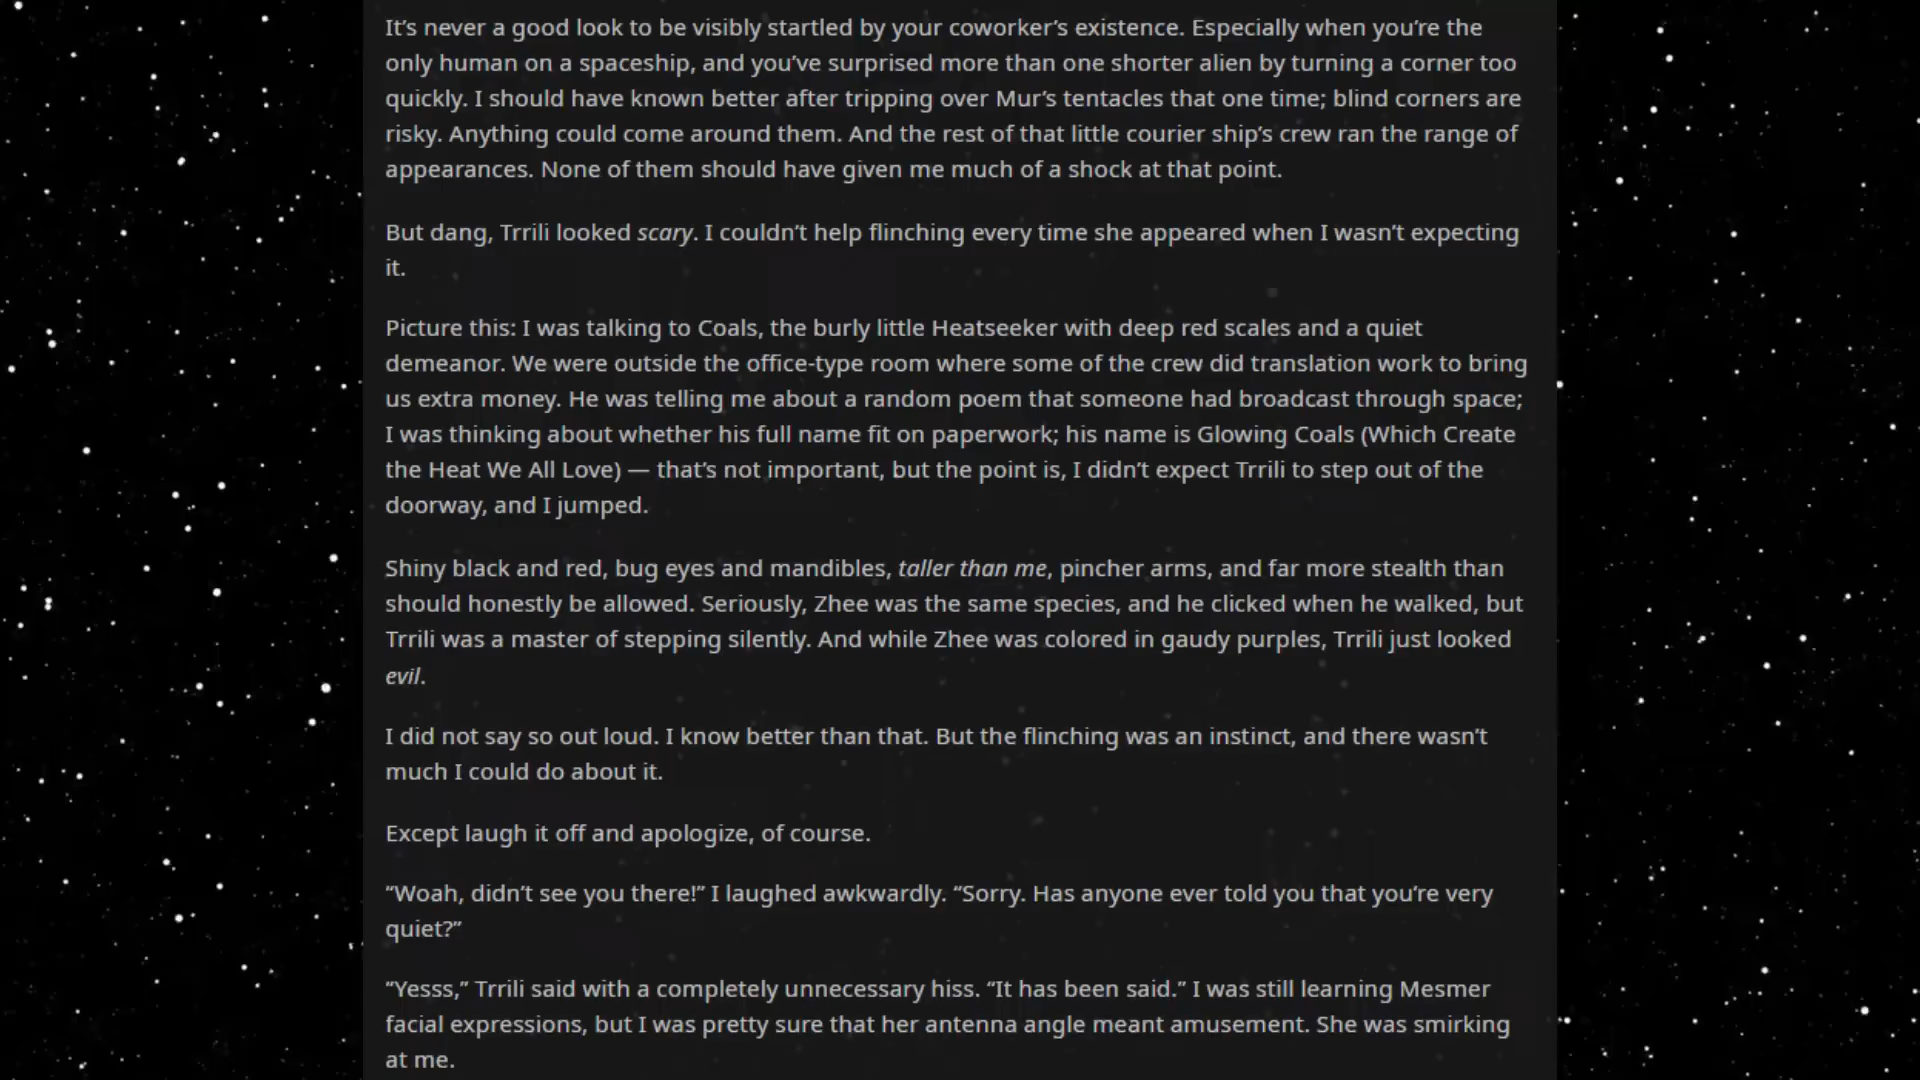 It’s never a good look to be visibly startled by your coworker’s existence. Especially when you’re the
only human on a spaceship, and you’ve surprised more than one shorter alien by turning a corner too
quickly. I should have known better after tripping over Mur’s tentacles that one time; blind corners are
risky. Anything could come around them. And the rest of that little courier ship’s crew ran the range of
appearances. None of them should have given me much of a shock at that point.
But dang, Trrili looked scary. I couldn’t help flinching every time she appeared when I wasn’t expecting
it.
Picture this: I was talking to Coals, the burly little Heatseeker with deep red scales and a quiet
demeanor. We were outside the office-type room where some of the crew did translation work to bring
us extra money. He was telling me about a random poem that someone had broadcast through space;
I was thinking about whether his full name fit on paperwork; his name is Glowing Coals (Which Create
the Heat We All Love) — that’s not important, but the point is, I didn’t expect Trrili to step out of the
doorway, and I jumped.
Shiny black and red, bug eyes and mandibles, taller than me, pincher arms, and far more stealth than
should honestly be allowed. Seriously, Zhee was the same species, and he clicked when he walked, but
Trrili was a master of stepping silently. And while Zhee was colored in gaudy purples, Trrili just looked
evil.
I did not say so out loud. I know better than that. But the flinching was an instinct, and there wasn’t
much I could do about it.
Except laugh it off and apologize, of course.
“Woah, didn’t see you there!” I laughed awkwardly. “Sorry. Has anyone ever told you that you’re very
quiet?”
“Yesss,” Trrili said with a completely unnecessary hiss. “It has been said.” I was still learning Mesmer
facial expressions, but I was pretty sure that her antenna angle meant amusement. She was smirking
at me.